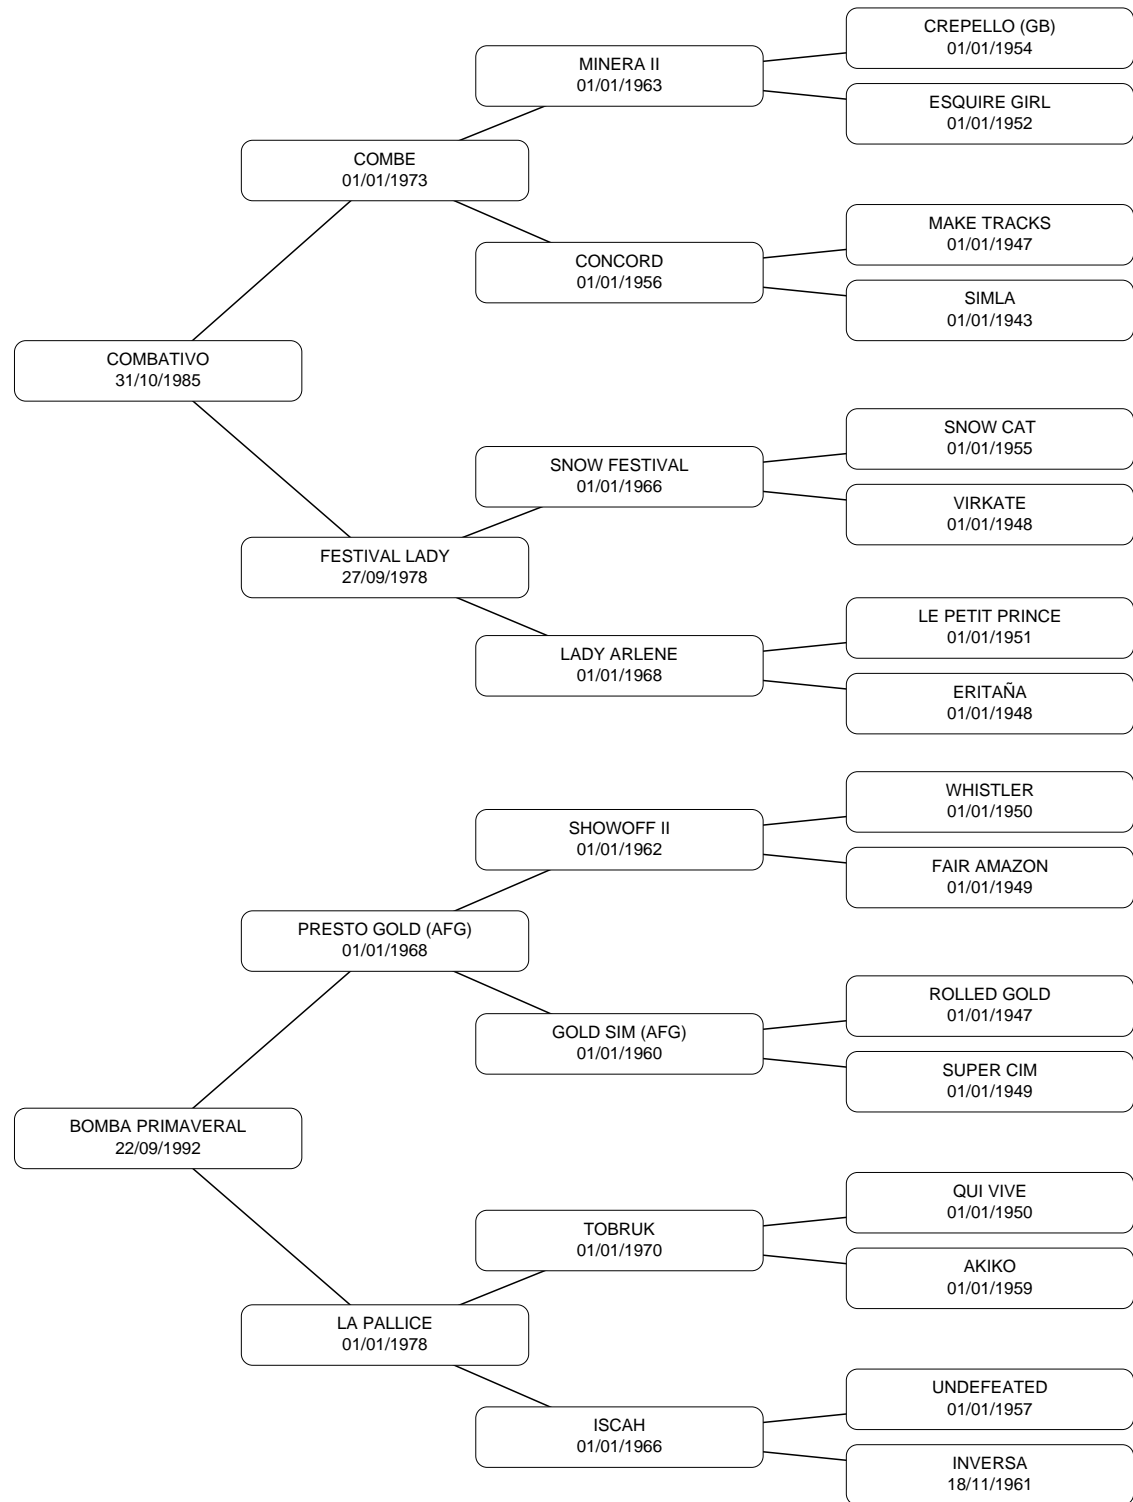 CREPELLO (GB)
01/01/1954
MINERA II
01/01/1963
ESQUIRE GIRL
01/01/1952
COMBE
01/01/1973
MAKE TRACKS
01/01/1947
CONCORD
01/01/1956
SIMLA
01/01/1943
COMBATIVO
31/10/1985
SNOW CAT
01/01/1955
SNOW FESTIVAL
01/01/1966
VIRKATE
01/01/1948
FESTIVAL LADY
27/09/1978
LE PETIT PRINCE
01/01/1951
LADY ARLENE
01/01/1968
ERITAÑA
01/01/1948
WHISTLER
01/01/1950
SHOWOFF II
01/01/1962
FAIR AMAZON
01/01/1949
PRESTO GOLD (AFG)
01/01/1968
ROLLED GOLD
01/01/1947
GOLD SIM (AFG)
01/01/1960
SUPER CIM
01/01/1949
BOMBA PRIMAVERAL
22/09/1992
QUI VIVE
01/01/1950
TOBRUK
01/01/1970
AKIKO
01/01/1959
LA PALLICE
01/01/1978
UNDEFEATED
01/01/1957
ISCAH
01/01/1966
INVERSA
18/11/1961